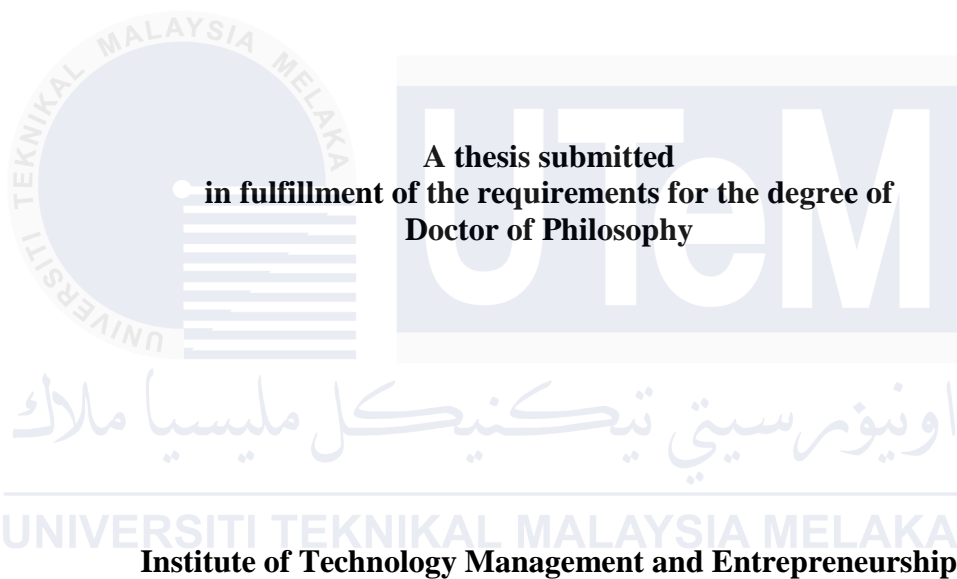 UNIVERSITI TEKNIKAL MALAYSIA MELAKA
UTeM
A thesis submitted
in fulfillment of the requirements for the degree of
Doctor of Philosophy
اونيۏرسيتي تيكنيكل مليسيا ملاك
UNIVERSITI TEKNIKAL MALAYSIA MELAKA
Institute of Technology Management and Entrepreneurship